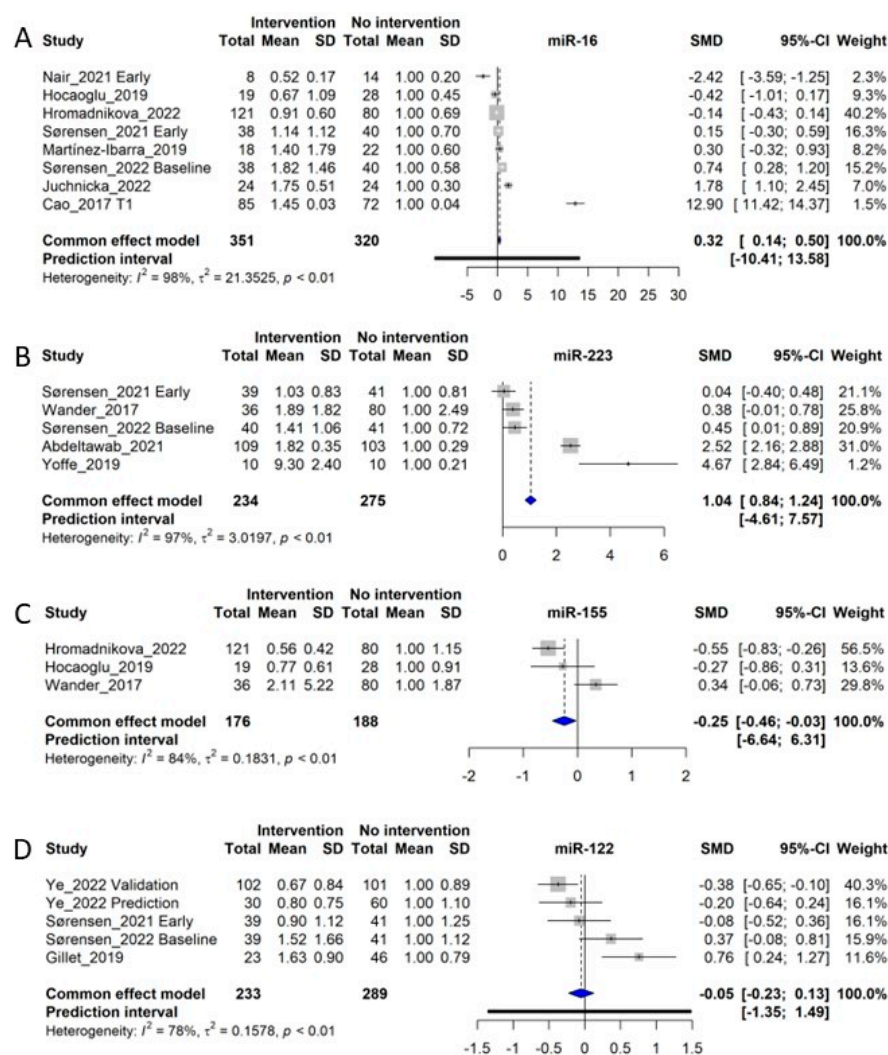 A
Intervention No intervention
Study Total Mean SD Total Mean SD miR-16 SMD 95%-CI Weight
Nair_2021 Early 8 0.52 0.17 14 1.00 0.20 -2.42 [ -3.59; -1.25] 2.3%
Hocaoglu_2019 19 0.67 1.09 28 1.00 0.45 -0.42 [ -1.01; 0.17] 9.3%
Hromadnikova_2022 121 0.91 0.60 80 1.00 0.69 -0.14 [ -0.43; 0.14] 40.2%
Sørensen_2021 Early 38 1.14 1.12 40 1.00 0.70 0.15 [ -0.30; 0.59] 16.3%
Martínez-Ibarra_2019 18 1.40 1.79 22 1.00 0.60 0.30 [ -0.32; 0.93] 8.2%
Sørensen_2022 Baseline 38 1.82 1.46 40 1.00 0.58 0.74 [ 0.28; 1.20] 15.2%
Juchnicka_2022 24 1.75 0.51 24 1.00 0.30 1.78 [ 1.10; 2.45] 7.0%
Cao_2017 T1 85 1.45 0.03 72 1.00 0.04 12.90 [ 11.42; 14.37] 1.5%
Common effect model 351 320 0.32 [ 0.14; 0.50] 100.0%
Prediction interval [-10.41; 13.58]
Heterogeneity: I² = 98%, τ² = 21.3525, p < 0.01
-5 0 5 10 15 20 25 30
B
Intervention No intervention
Study Total Mean SD Total Mean SD miR-223 SMD 95%-CI Weight
Sørensen_2021 Early 39 1.03 0.83 41 1.00 0.81 0.04 [-0.40; 0.48] 21.1%
Wander_2017 36 1.89 1.82 80 1.00 2.49 0.38 [-0.01; 0.78] 25.8%
Sørensen_2022 Baseline 40 1.41 1.06 41 1.00 0.72 0.45 [ 0.01; 0.89] 20.9%
Abdeltawab_2021 109 1.82 0.35 103 1.00 0.29 2.52 [ 2.16; 2.88] 31.0%
Yoffe_2019 10 9.30 2.40 10 1.00 0.21 4.67 [ 2.84; 6.49] 1.2%
Common effect model 234 275 1.04 [ 0.84; 1.24] 100.0%
Prediction interval [-4.61; 7.57]
Heterogeneity: I² = 97%, τ² = 3.0197, p < 0.01
0 2 4 6
C
Intervention No intervention
Study Total Mean SD Total Mean SD miR-155 SMD 95%-CI Weight
Hromadnikova_2022 121 0.56 0.42 80 1.00 1.15 -0.55 [-0.83; -0.26] 56.5%
Hocaoglu_2019 19 0.77 0.61 28 1.00 0.91 -0.27 [-0.86; 0.31] 13.6%
Wander_2017 36 2.11 5.22 80 1.00 1.87 0.34 [-0.06; 0.73] 29.8%
Common effect model 176 188 -0.25 [-0.46; -0.03] 100.0%
Prediction interval [-6.64; 6.31]
Heterogeneity: I² = 84%, τ² = 0.1831, p < 0.01
-2 -1 0 1 2
D
Intervention No intervention
Study Total Mean SD Total Mean SD miR-122 SMD 95%-CI Weight
Ye_2022 Validation 102 0.67 0.84 101 1.00 0.89 -0.38 [-0.65; -0.10] 40.3%
Ye_2022 Prediction 30 0.80 0.75 60 1.00 1.10 -0.20 [-0.64; 0.24] 16.1%
Sørensen_2021 Early 39 0.90 1.12 41 1.00 1.25 -0.08 [-0.52; 0.36] 16.1%
Sørensen_2022 Baseline 39 1.52 1.66 41 1.00 1.12 0.37 [-0.08; 0.81] 15.9%
Gillet_2019 23 1.63 0.90 46 1.00 0.79 0.76 [ 0.24; 1.27] 11.6%
Common effect model 233 289 -0.05 [-0.23; 0.13] 100.0%
Prediction interval [-1.35; 1.49]
Heterogeneity: I² = 78%, τ² = 0.1578, p < 0.01
-1.5 -1 -0.5 0 0.5 1 1.5